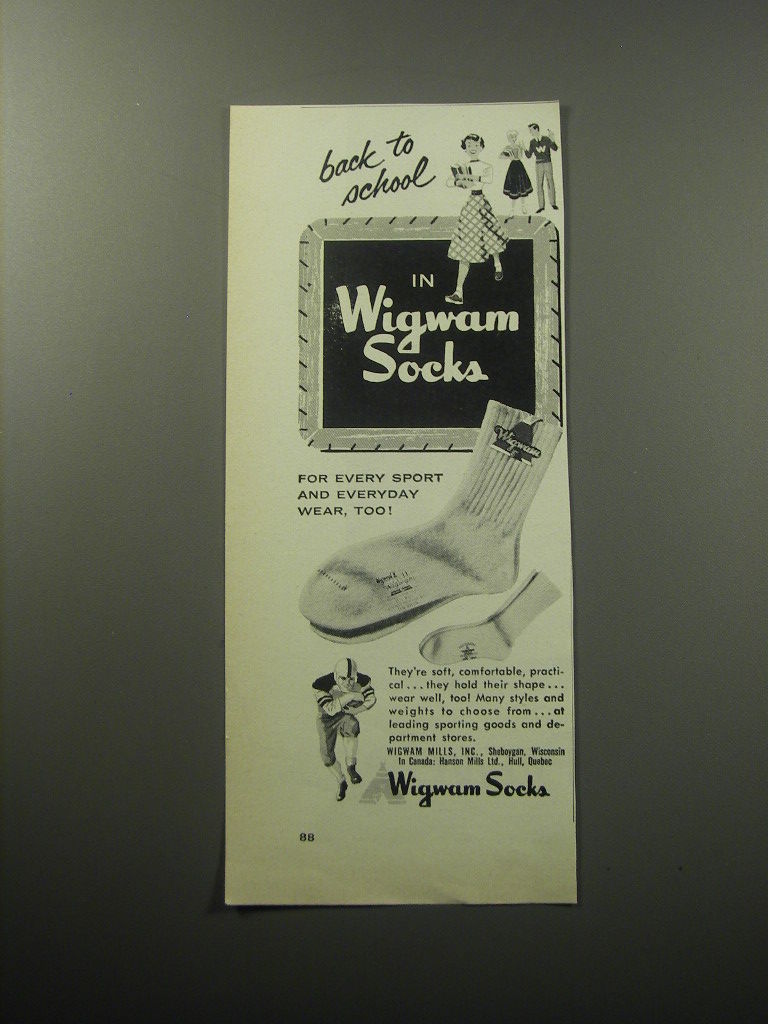 back to
school
IN
Wigwam
Socks
Wigwam
FOR EVERY SPORT
AND EVERYDAY
WEAR, TOO!
They're soft, comfortable, practi-
cal...they hold their shape...
wear well, too! Many styles and
weights to choose from...at
leading sporting goods and de-
partment stores.
WIGWAM MILLS, INC., Sheboygan, Wisconsin
In Canada: Hanson Mills Ltd., Hull, Quebec
Wigwam Socks
88